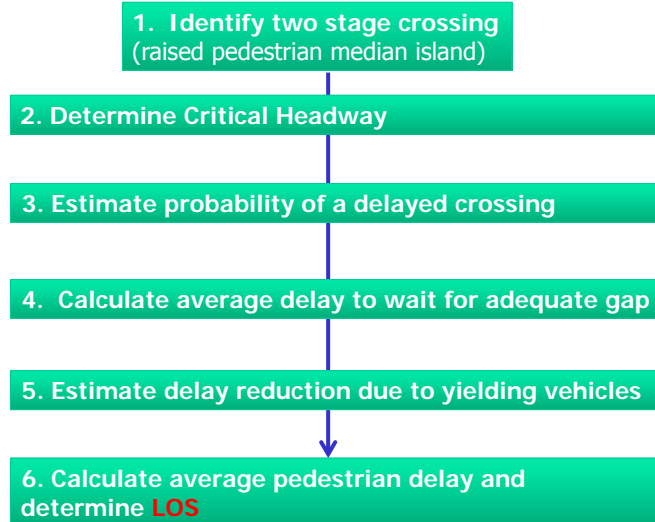 1. Identify two stage crossing
(raised pedestrian median island)
2. Determine Critical Headway
3. Estimate probability of a delayed crossing
4. Calculate average delay to wait for adequate gap
5. Estimate delay reduction due to yielding vehicles
6. Calculate average pedestrian delay and
determine LOS